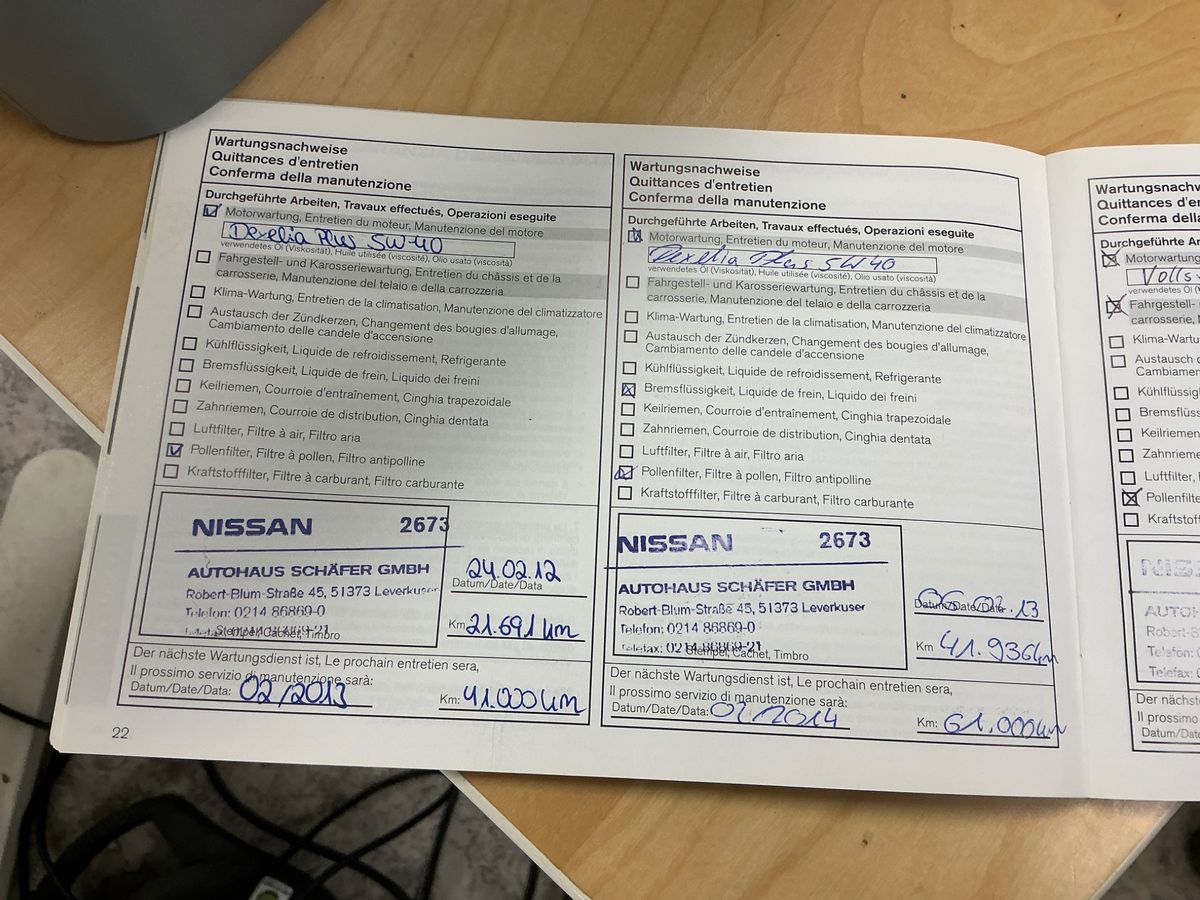 Wartungsnachweise
Quittances d'entretien
Conferma della manutenzione
Durchgeführte Arbeiten, Travaux effectués, Operazioni eseguite
Motorwartung, Entretien du moteur, Manutenzione del motore
Dexelia Plus 5W-40
verwendetes Öl (Viskosität), Huile utilisée (viscosité), Olio usato (viscosità)
Fahrgestell- und Karosseriewartung, Entretien du châssis et de la
carrosserie, Manutenzione del telaio e della carrozzeria
Klima-Wartung, Entretien de la climatisation, Manutenzione del climatizzatore
Austausch der Zündkerzen, Changement des bougies d'allumage,
Cambiamento delle candele d'accensione
Kühlflüssigkeit, Liquide de refroidissement, Refrigerante
Bremsflüssigkeit, Liquide de frein, Liquido dei freini
Keilriemen, Courroie d'entraînement, Cinghia trapezoidale
Zahnriemen, Courroie de distribution, Cinghia dentata
Luftfilter, Filtre à air, Filtro aria
Pollenfilter, Filtre à pollen, Filtro antipolline
Kraftstofffilter, Filtre à carburant, Filtro carburante
NISSAN 2673
AUTOHAUS SCHÄFER GMBH
Robert-Blum-Straße 45, 51373 Leverkusen
Telefon: 0214 86869-0
Stempel, Cachet, Timbro
24.02.12
Datum/Date/Data
Km 21.691 km
Der nächste Wartungsdienst ist, Le prochain entretien sera,
Il prossimo servizio di manutenzione sarà:
Datum/Date/Data: 02/2013 Km: 41.000 km
22
Wartungsnachweise
Quittances d'entretien
Conferma della manutenzione
Durchgeführte Arbeiten, Travaux effectués, Operazioni eseguite
Motorwartung, Entretien du moteur, Manutenzione del motore
Dexelia Plus 5W40
verwendetes Öl (Viskosität), Huile utilisée (viscosité), Olio usato (viscosità)
Fahrgestell- und Karosseriewartung, Entretien du châssis et de la
carrosserie, Manutenzione del telaio e della carrozzeria
Klima-Wartung, Entretien de la climatisation, Manutenzione del climatizzatore
Austausch der Zündkerzen, Changement des bougies d'allumage,
Cambiamento delle candele d'accensione
Kühlflüssigkeit, Liquide de refroidissement, Refrigerante
Bremsflüssigkeit, Liquide de frein, Liquido dei freini
Keilriemen, Courroie d'entraînement, Cinghia trapezoidale
Zahnriemen, Courroie de distribution, Cinghia dentata
Luftfilter, Filtre à air, Filtro aria
Pollenfilter, Filtre à pollen, Filtro antipolline
Kraftstofffilter, Filtre à carburant, Filtro carburante
NISSAN 2673
AUTOHAUS SCHÄFER GMBH
Robert-Blum-Straße 45, 51373 Leverkusen
Telefon: 0214 86869-0
Telefax: 0214 86869-21
Stempel, Cachet, Timbro
Datum/Date/Data
Km 41.936 km
Der nächste Wartungsdienst ist, Le prochain entretien sera,
Il prossimo servizio di manutenzione sarà:
Datum/Date/Data: 02/2014 Km: 61.000 km
Quittances
Conferma d
Motorwartung
Fahrgestell-
carrosserie,
Austausch
Kühlflüssig
Keilriemen
Luftfilter,
NISS
Robert-B
Telefon:
Telefax:
Il prossimo
Datum/Date